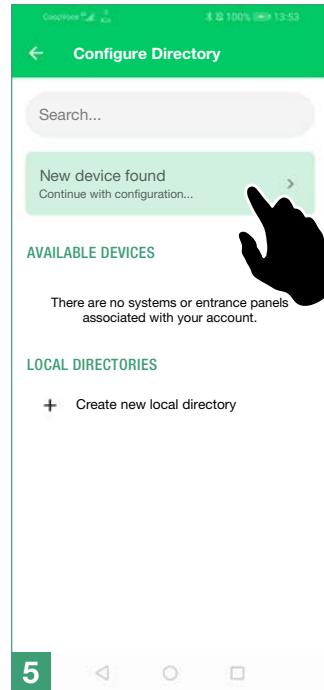 100% 13:53
Configure Directory
Search...
New device found
Continue with configuration...
AVAILABLE DEVICES
There are no systems or entrance panels
associated with your account.
LOCAL DIRECTORIES
+ Create new local directory
5